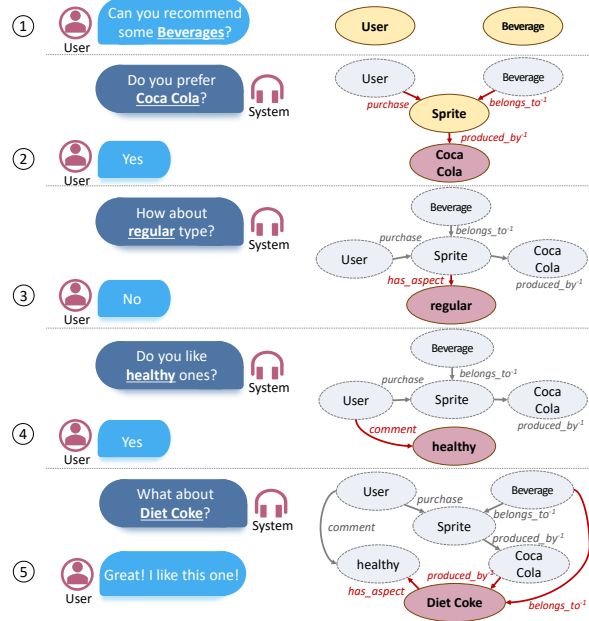 ①
Can you recommend
some Beverages?
User
User
Beverage
Do you prefer
Coca Cola?
System
User
Beverage
purchase
belongs_to⁻¹
Sprite
produced_by⁻¹
Coca
Cola
②
Yes
User
How about
regular type?
System
Beverage
belongs_to⁻¹
purchase
User
Sprite
Coca
Cola
produced_by⁻¹
has_aspect
regular
③
No
User
Do you like
healthy ones?
System
Beverage
belongs_to⁻¹
purchase
User
Sprite
Coca
Cola
produced_by⁻¹
comment
healthy
④
Yes
User
What about
Diet Coke?
System
User
Beverage
purchase
belongs_to⁻¹
Sprite
comment
produced_by⁻¹
healthy
Coca
Cola
produced_by⁻¹
has_aspect
Diet Coke
belongs_to⁻¹
⑤
Great! I like this one!
User